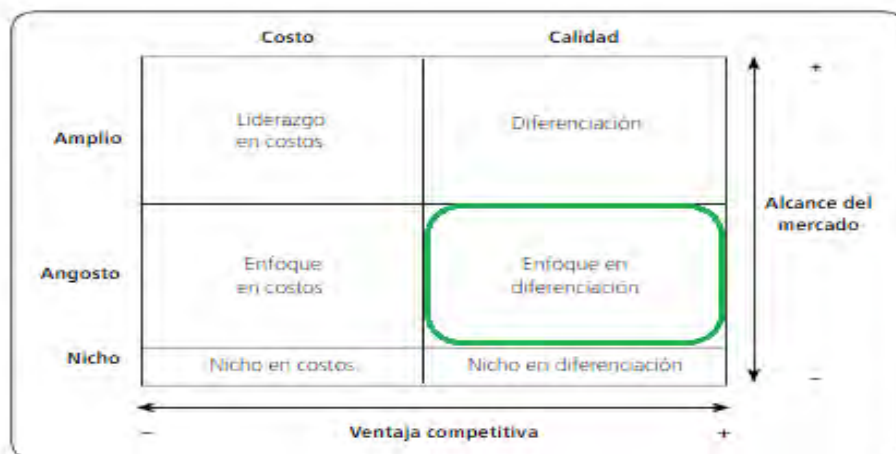 Costo Calidad
+
Amplio
Liderazgo
en costos
Diferenciación
Alcance del
mercado
Angosto
Enfoque
en costos
Enfoque en
diferenciación
Nicho
Nicho en costos
Nicho en diferenciación
–
– Ventaja competitiva +